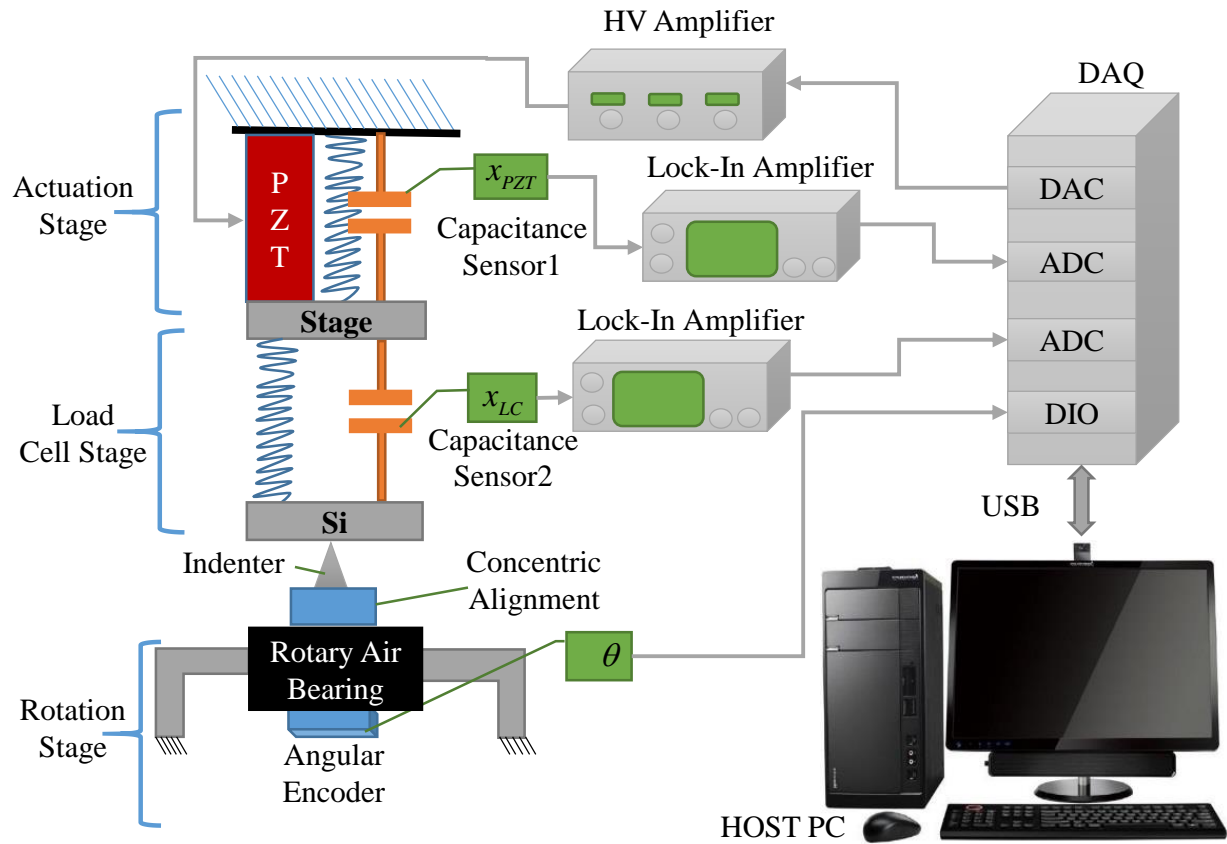 HV Amplifier
DAQ
Actuation
Stage
P
Z
T
x_PZT
Capacitance
Sensor1
Lock-In Amplifier
DAC
ADC
Stage
Load
Cell Stage
x_LC
Capacitance
Sensor2
Lock-In Amplifier
ADC
DIO
Si
USB
Indenter
Concentric
Alignment
Rotation
Stage
Rotary Air
Bearing
θ
Angular
Encoder
HOST PC